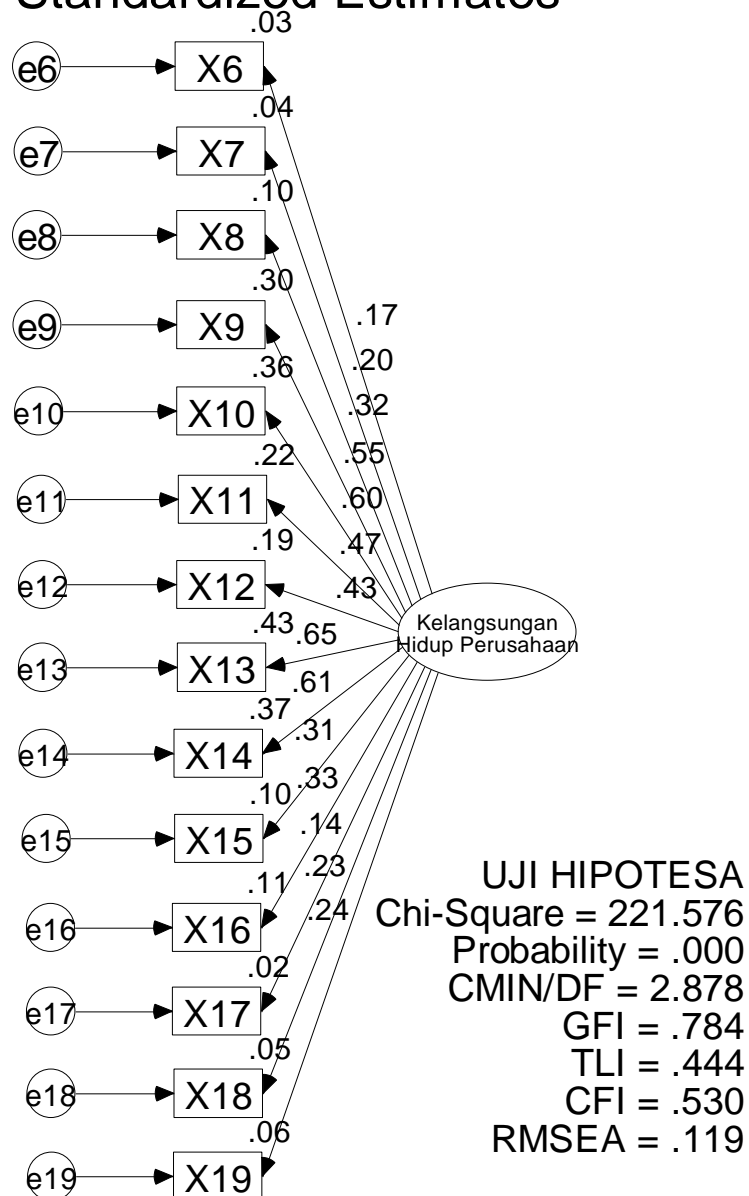 Standardized Estimates
.03
e6
X6
.04
e7
X7
.10
e8
X8
.30
e9
X9
.17
.36
.20
e10
X10
.32
.22
.55
e11
X11
.60
.19
.47
e12
X12
.43
Kelangsungan
Hidup Perusahaan
.43
.65
e13
X13
.61
.37
.31
e14
X14
.33
.10
.14
e15
X15
.23
.11
.24
e16
X16
.02
e17
X17
.05
e18
X18
.06
e19
X19
UJI HIPOTESA
Chi-Square = 221.576
Probability = .000
CMIN/DF = 2.878
GFI = .784
TLI = .444
CFI = .530
RMSEA = .119